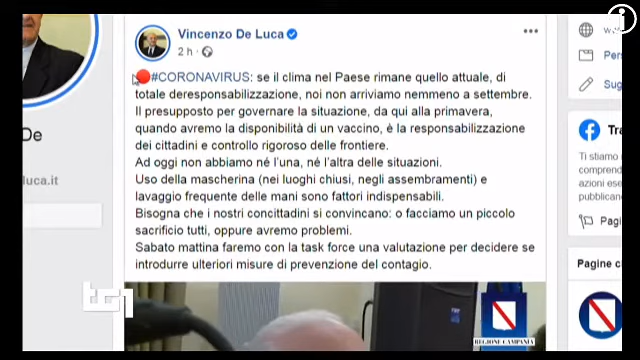 Vincenzo De Luca
2 h
#CORONAVIRUS: se il clima nel Paese rimane quello attuale, di
totale deresponsabilizzazione, noi non arriviamo nemmeno a settembre.
Il presupposto per governare la situazione, da qui alla primavera,
quando avremo la disponibilità di un vaccino, è la responsabilizzazione
dei cittadini e controllo rigoroso delle frontiere.
Ad oggi non abbiamo né l'una, né l'altra delle situazioni.
Uso della mascherina (nei luoghi chiusi, negli assembramenti) e
lavaggio frequente delle mani sono fattori indispensabili.
Bisogna che i nostri concittadini si convincano: o facciamo un piccolo
sacrificio tutti, oppure avremo problemi.
Sabato mattina faremo con la task force una valutazione per decidere se
introdurre ulteriori misure di prevenzione del contagio.
De
luca.it
tg1
REGIONE CAMPANIA
Pers
Sug
Tra
Ti stiamo
comprend
azioni ese
pubblican
Pagi
Pagine c